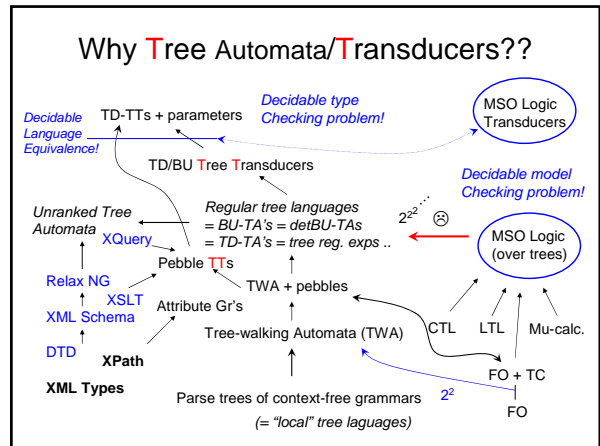 Why Tree Automata/Transducers??
Decidable
Language
Equivalence!
TD-TTs + parameters
Decidable type
Checking problem!
MSO Logic
Transducers
TD/BU Tree Transducers
Decidable model
Checking problem!
Unranked Tree
Automata
Regular tree languages
= BU-TA's = detBU-TAs
= TD-TA's = tree reg. exps ..
2^2^2^... ☹
MSO Logic
(over trees)
XQuery
Pebble TTs
Relax NG
XSLT
TWA + pebbles
XML Schema
Attribute Gr's
CTL
LTL
Mu-calc.
Tree-walking Automata (TWA)
DTD
XPath
FO + TC
XML Types
Parse trees of context-free grammars
2^2
FO
(= "local" tree laguages)